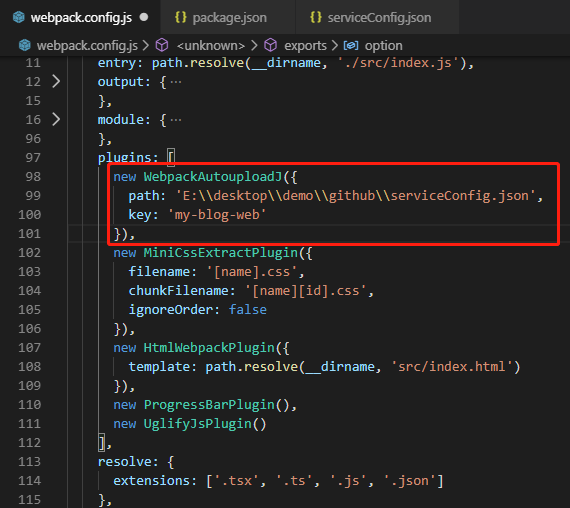 webpack.config.js ● package.json serviceConfig.json
webpack.config.js > <unknown> > exports > option
11 entry: path.resolve(__dirname, './src/index.js'),
12 output: {···
15 },
16 module: {···
96 },
97 plugins: [
98 new WebpackAutouploadJ({
99 path: 'E:\\desktop\\demo\\github\\serviceConfig.json',
100 key: 'my-blog-web'
101 }),
102 new MiniCssExtractPlugin({
103 filename: '[name].css',
104 chunkFilename: '[name][id].css',
105 ignoreOrder: false
106 }),
107 new HtmlWebpackPlugin({
108 template: path.resolve(__dirname, 'src/index.html')
109 }),
110 new ProgressBarPlugin(),
111 new UglifyJsPlugin()
112 ],
113 resolve: {
114 extensions: ['.tsx', '.ts', '.js', '.json']
115 },